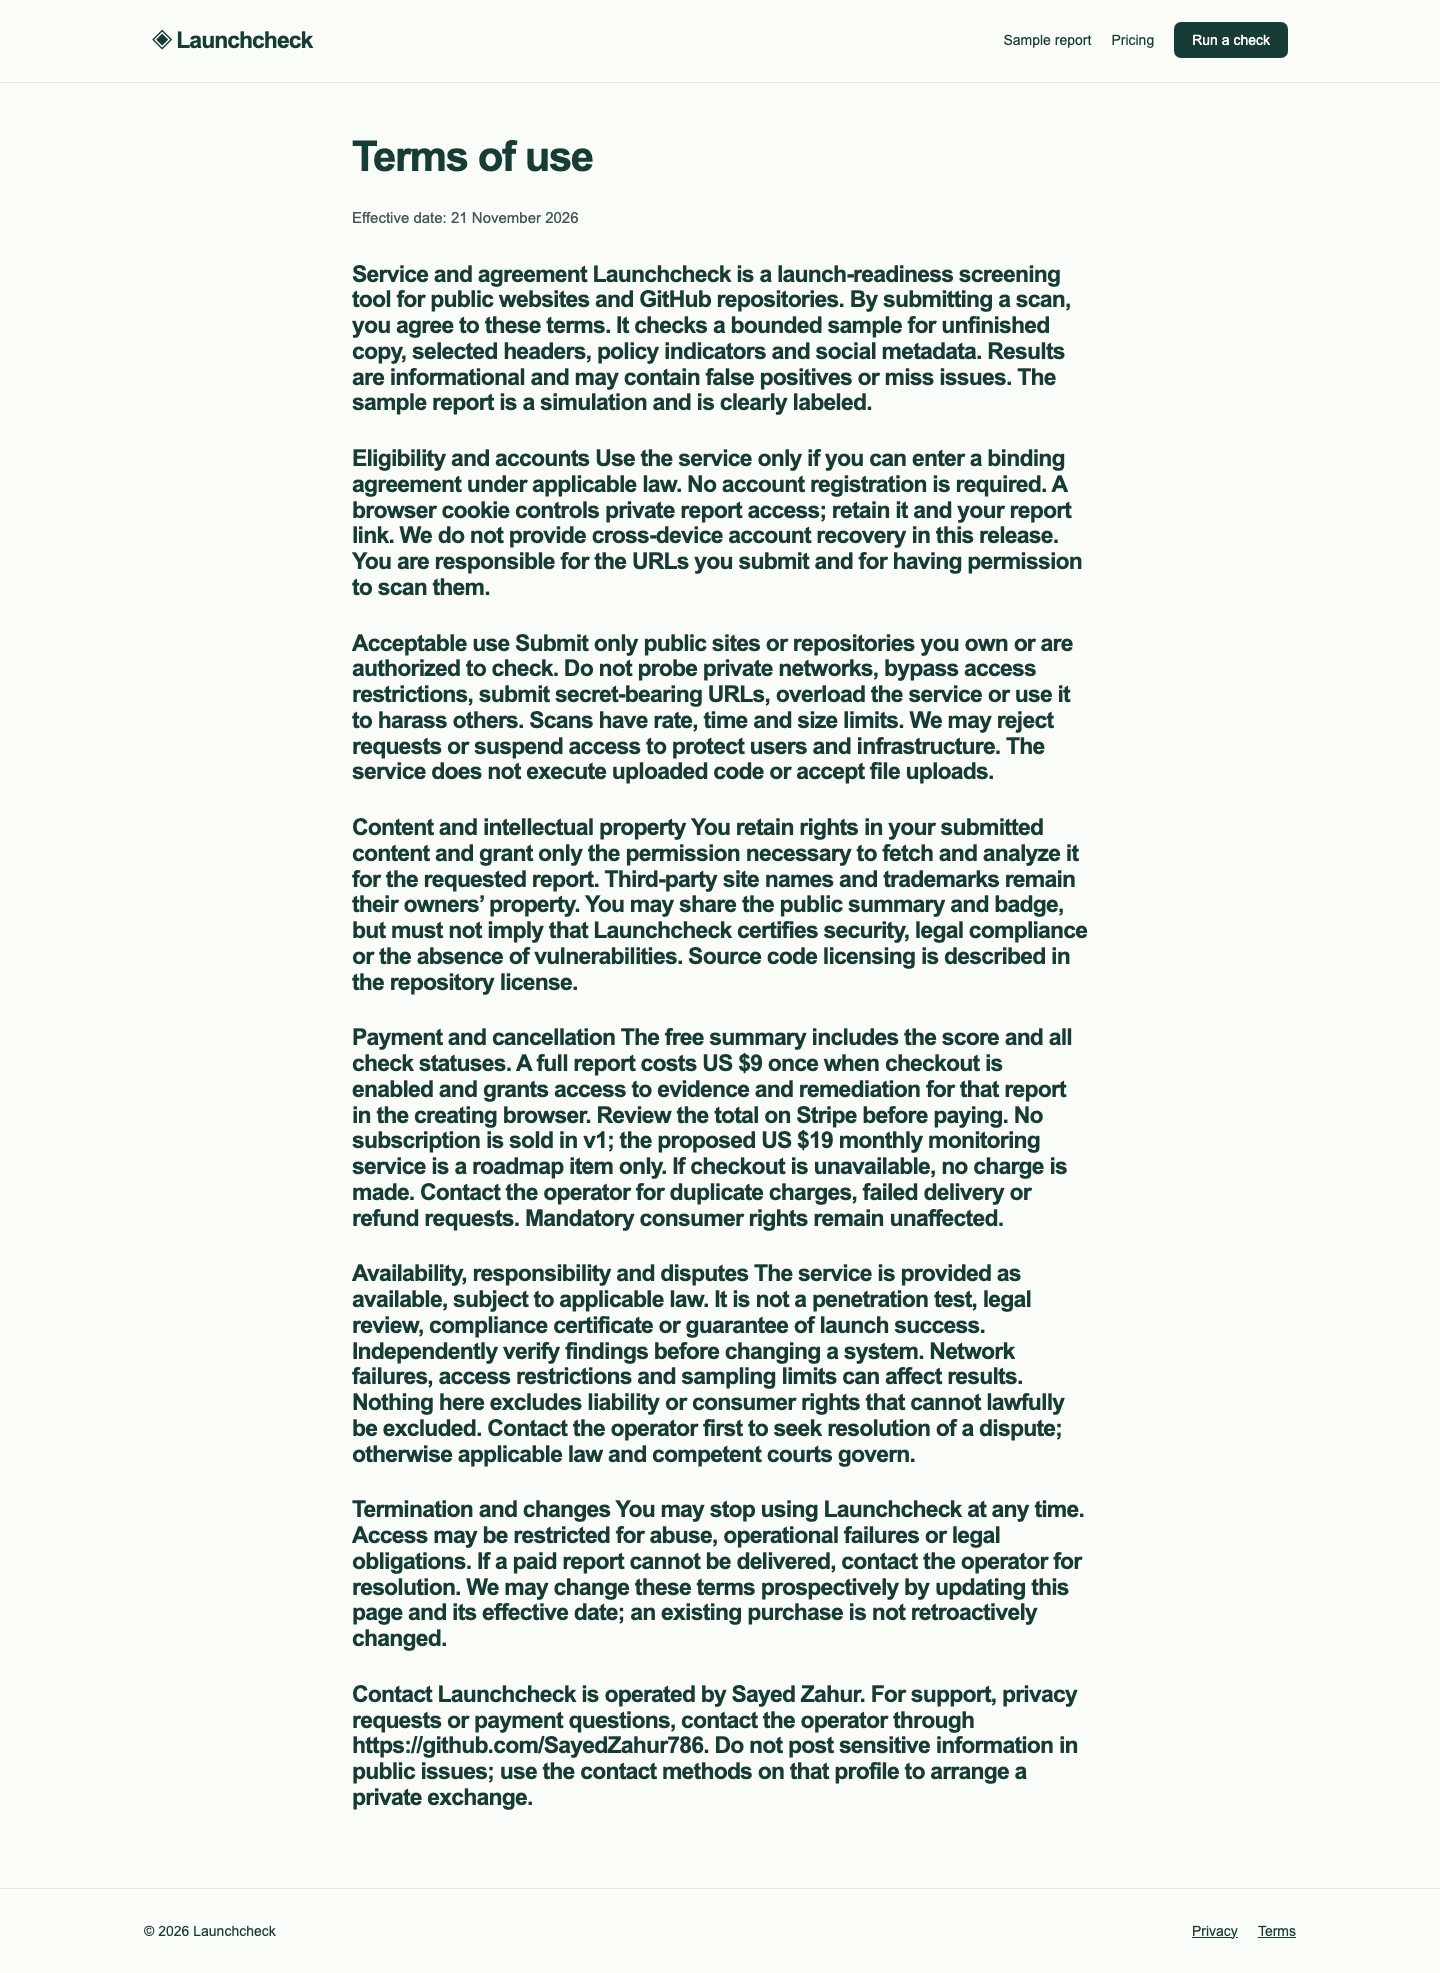 Launchcheck
Sample report
Pricing
Run a check
Terms of use
Effective date: 21 November 2026
Service and agreement Launchcheck is a launch-readiness screening
tool for public websites and GitHub repositories. By submitting a scan,
you agree to these terms. It checks a bounded sample for unfinished
copy, selected headers, policy indicators and social metadata. Results
are informational and may contain false positives or miss issues. The
sample report is a simulation and is clearly labeled.
Eligibility and accounts Use the service only if you can enter a binding
agreement under applicable law. No account registration is required. A
browser cookie controls private report access; retain it and your report
link. We do not provide cross-device account recovery in this release.
You are responsible for the URLs you submit and for having permission
to scan them.
Acceptable use Submit only public sites or repositories you own or are
authorized to check. Do not probe private networks, bypass access
restrictions, submit secret-bearing URLs, overload the service or use it
to harass others. Scans have rate, time and size limits. We may reject
requests or suspend access to protect users and infrastructure. The
service does not execute uploaded code or accept file uploads.
Content and intellectual property You retain rights in your submitted
content and grant only the permission necessary to fetch and analyze it
for the requested report. Third-party site names and trademarks remain
their owners’ property. You may share the public summary and badge,
but must not imply that Launchcheck certifies security, legal compliance
or the absence of vulnerabilities. Source code licensing is described in
the repository license.
Payment and cancellation The free summary includes the score and all
check statuses. A full report costs US $9 once when checkout is
enabled and grants access to evidence and remediation for that report
in the creating browser. Review the total on Stripe before paying. No
subscription is sold in v1; the proposed US $19 monthly monitoring
service is a roadmap item only. If checkout is unavailable, no charge is
made. Contact the operator for duplicate charges, failed delivery or
refund requests. Mandatory consumer rights remain unaffected.
Availability, responsibility and disputes The service is provided as
available, subject to applicable law. It is not a penetration test, legal
review, compliance certificate or guarantee of launch success.
Independently verify findings before changing a system. Network
failures, access restrictions and sampling limits can affect results.
Nothing here excludes liability or consumer rights that cannot lawfully
be excluded. Contact the operator first to seek resolution of a dispute;
otherwise applicable law and competent courts govern.
Termination and changes You may stop using Launchcheck at any time.
Access may be restricted for abuse, operational failures or legal
obligations. If a paid report cannot be delivered, contact the operator for
resolution. We may change these terms prospectively by updating this
page and its effective date; an existing purchase is not retroactively
changed.
Contact Launchcheck is operated by Sayed Zahur. For support, privacy
requests or payment questions, contact the operator through
https://github.com/SayedZahur786. Do not post sensitive information in
public issues; use the contact methods on that profile to arrange a
private exchange.
© 2026 Launchcheck
Privacy
Terms